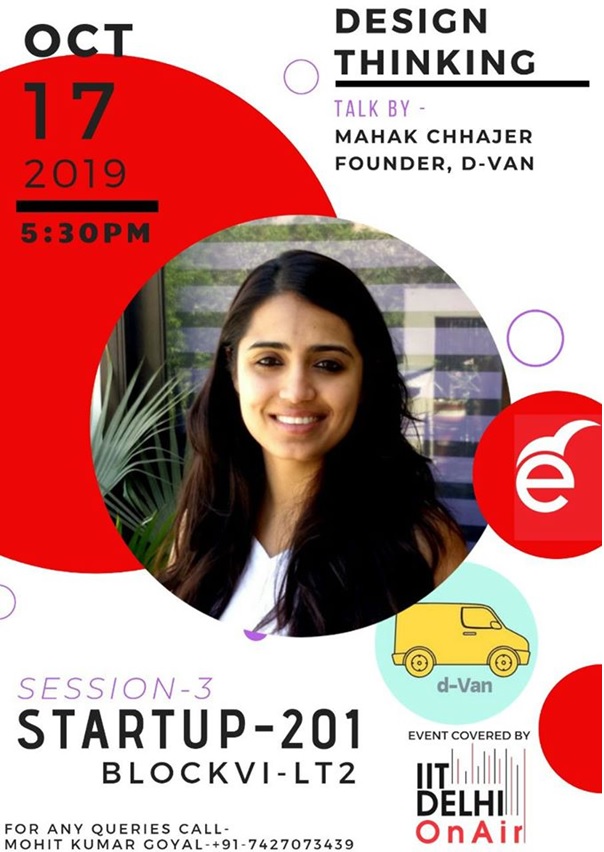 OCT
17
2019
5:30PM
DESIGN
THINKING
TALK BY -
MAHAK CHHAJER
FOUNDER, D-VAN
e
d-Van
SESSION-3
STARTUP-201
BLOCKVI-LT2
EVENT COVERED BY
IIT
DELHI
OnAir
FOR ANY QUERIES CALL-
MOHIT KUMAR GOYAL-+91-7427073439